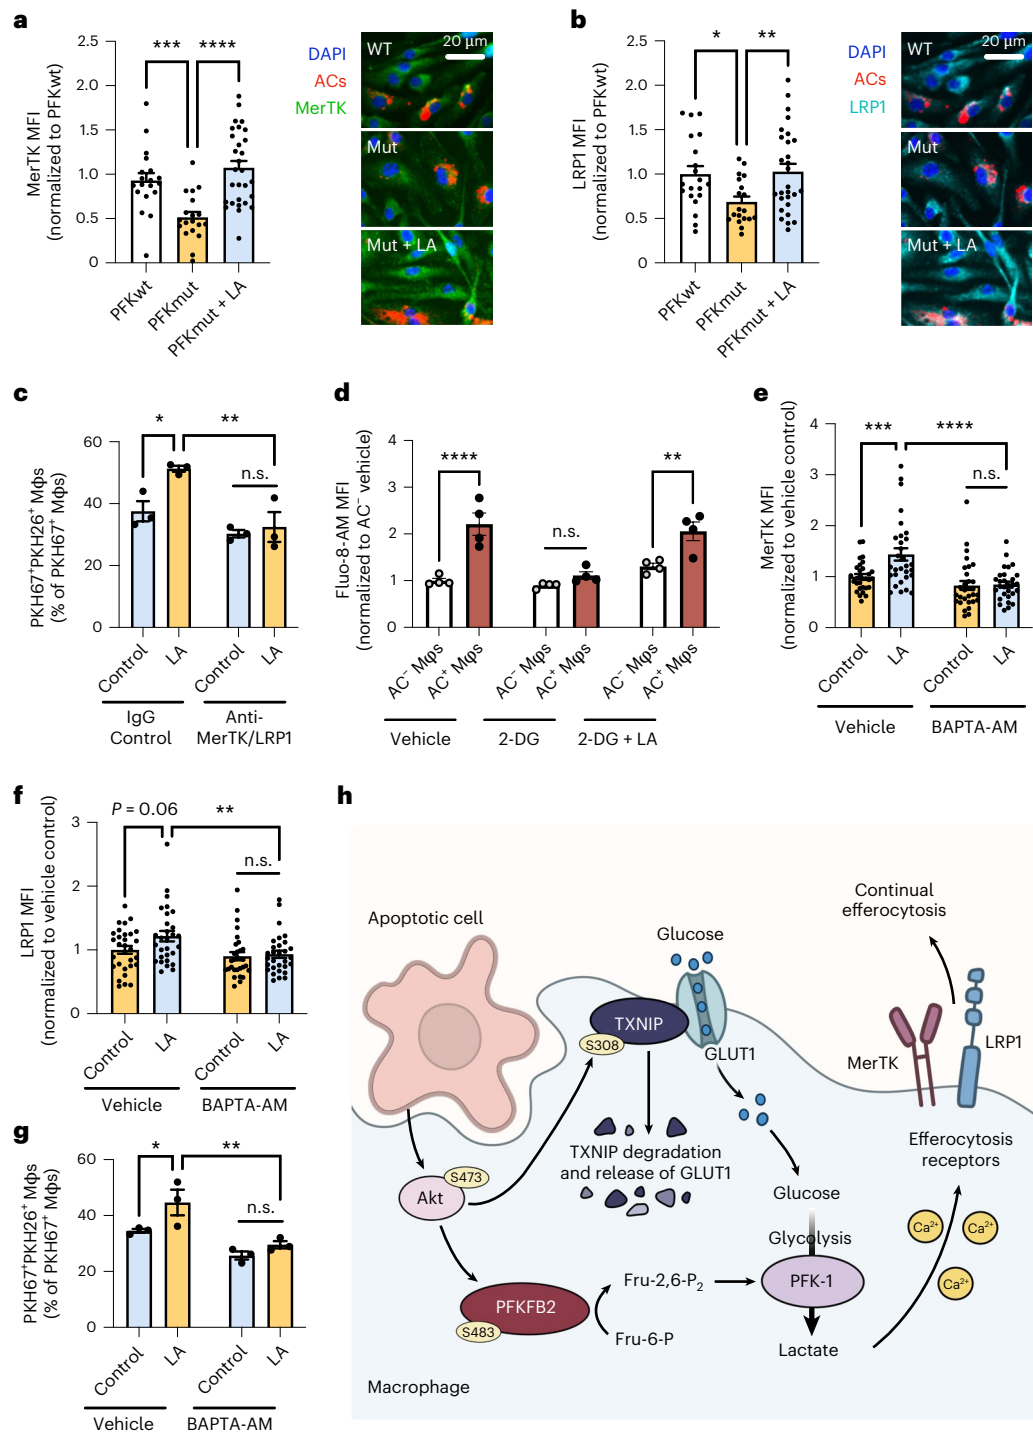 a
MerTK MFI
(normalized to PFKwt)
2.5
2.0
1.5
1.0
0.5
0
***
****
PFKwt
PFKmut
PFKmut + LA
DAPI
ACs
MerTK
WT
20 µm
Mut
Mut + LA
b
LRP1 MFI
(normalized to PFKwt)
2.5
2.0
1.5
1.0
0.5
0
*
**
PFKwt
PFKmut
PFKmut + LA
DAPI
ACs
LRP1
WT
20 µm
Mut
Mut + LA
c
PKH67⁺PKH26⁺ Mφs
(% of PKH67⁺ Mφs)
60
40
20
0
*
**
n.s.
Control
LA
Control
LA
IgG
Control
Anti-
MerTK/LRP1
d
Fluo-8-AM MFI
(normalized to AC⁻ vehicle)
4
3
2
1
0
****
n.s.
**
AC⁻ Mφs
AC⁺ Mφs
AC⁻ Mφs
AC⁺ Mφs
AC⁻ Mφs
AC⁺ Mφs
Vehicle
2-DG
2-DG + LA
e
MerTK MFI
(normalized to vehicle control)
4
3
2
1
0
***
****
n.s.
Control
LA
Control
LA
Vehicle
BAPTA-AM
f
LRP1 MFI
(normalized to vehicle control)
3
2
1
0
P = 0.06
**
n.s.
Control
LA
Control
LA
Vehicle
BAPTA-AM
g
PKH67⁺PKH26⁺ Mφs
(% of PKH67⁺ Mφs)
60
40
20
0
*
**
n.s.
Control
LA
Control
LA
Vehicle
BAPTA-AM
h
Apoptotic cell
Glucose
Continual
efferocytosis
TXNIP
S308
GLUT1
MerTK
LRP1
TXNIP degradation
and release of GLUT1
Efferocytosis
receptors
Akt
S473
Glucose
Glycolysis
Ca²⁺
Ca²⁺
Ca²⁺
PFKFB2
S483
Fru-2,6-P₂
Fru-6-P
PFK-1
Lactate
Macrophage